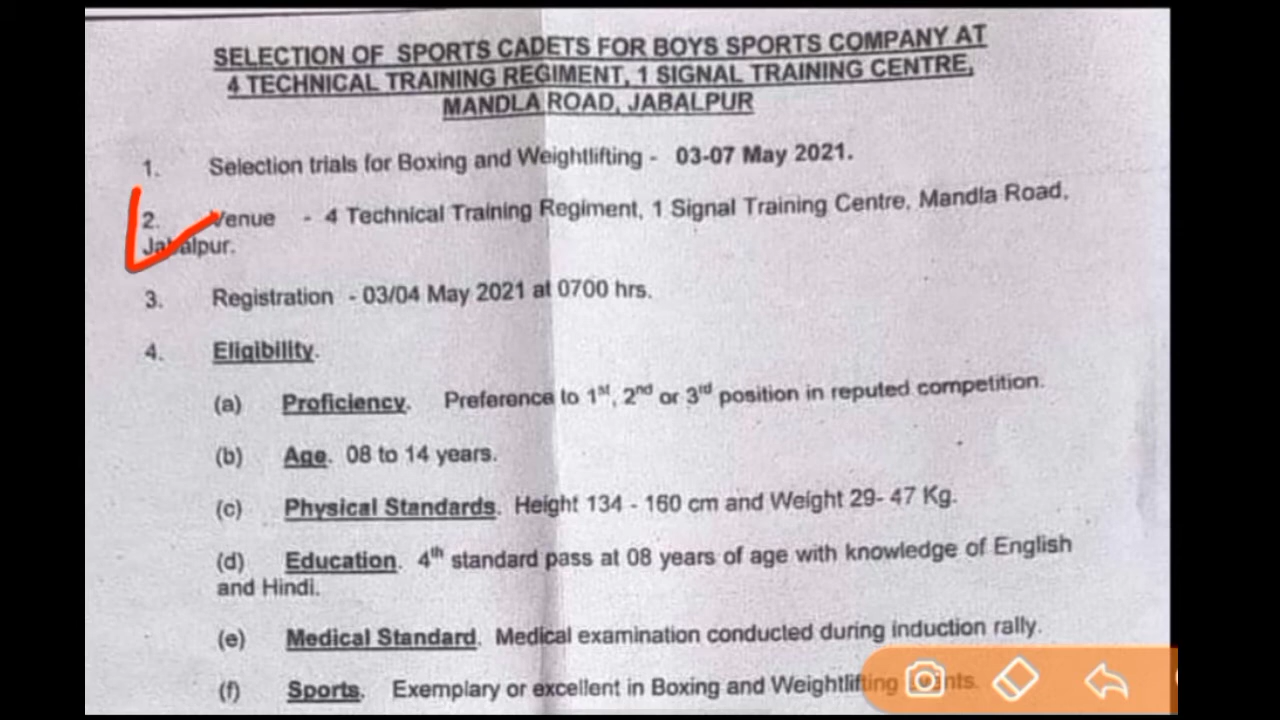 SELECTION OF SPORTS CADETS FOR BOYS SPORTS COMPANY AT
4 TECHNICAL TRAINING REGIMENT, 1 SIGNAL TRAINING CENTRE,
MANDLA ROAD, JABALPUR
1. Selection trials for Boxing and Weightlifting - 03-07 May 2021.
2. Venue - 4 Technical Training Regiment, 1 Signal Training Centre, Mandla Road,
Jabalpur.
3. Registration - 03/04 May 2021 at 0700 hrs.
4. Eligibility.
(a) Proficiency. Preference to 1st, 2nd or 3rd position in reputed competition.
(b) Age. 08 to 14 years.
(c) Physical Standards. Height 134 - 160 cm and Weight 29- 47 Kg.
(d) Education. 4th standard pass at 08 years of age with knowledge of English
and Hindi.
(e) Medical Standard. Medical examination conducted during induction rally.
(f) Sports. Exemplary or excellent in Boxing and Weightlifting